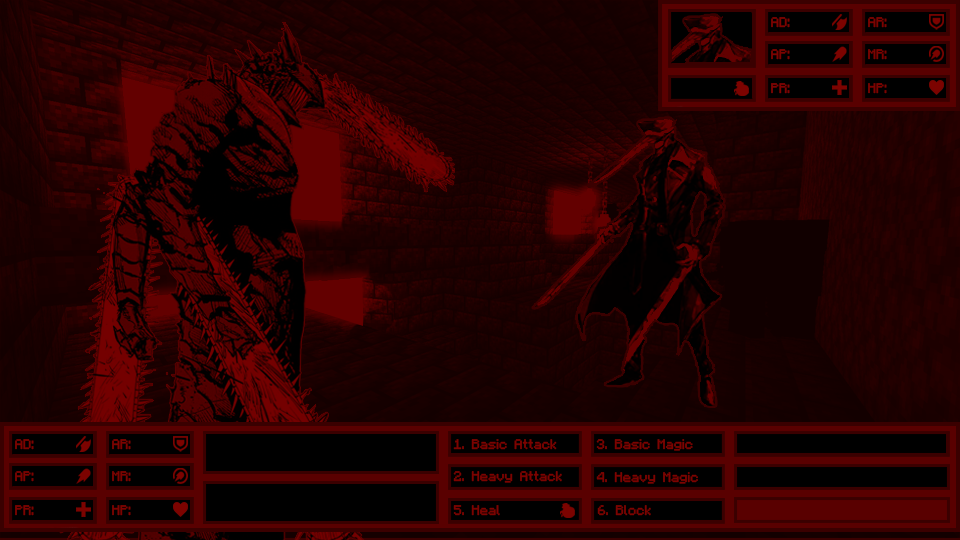 AD:
AR:
AP:
MR:
PR:
HP:
AD:
AR:
AP:
MR:
PR:
HP:
1. Basic Attack
3. Basic Magic
2. Heavy Attack
4. Heavy Magic
5. Heal
6. Block